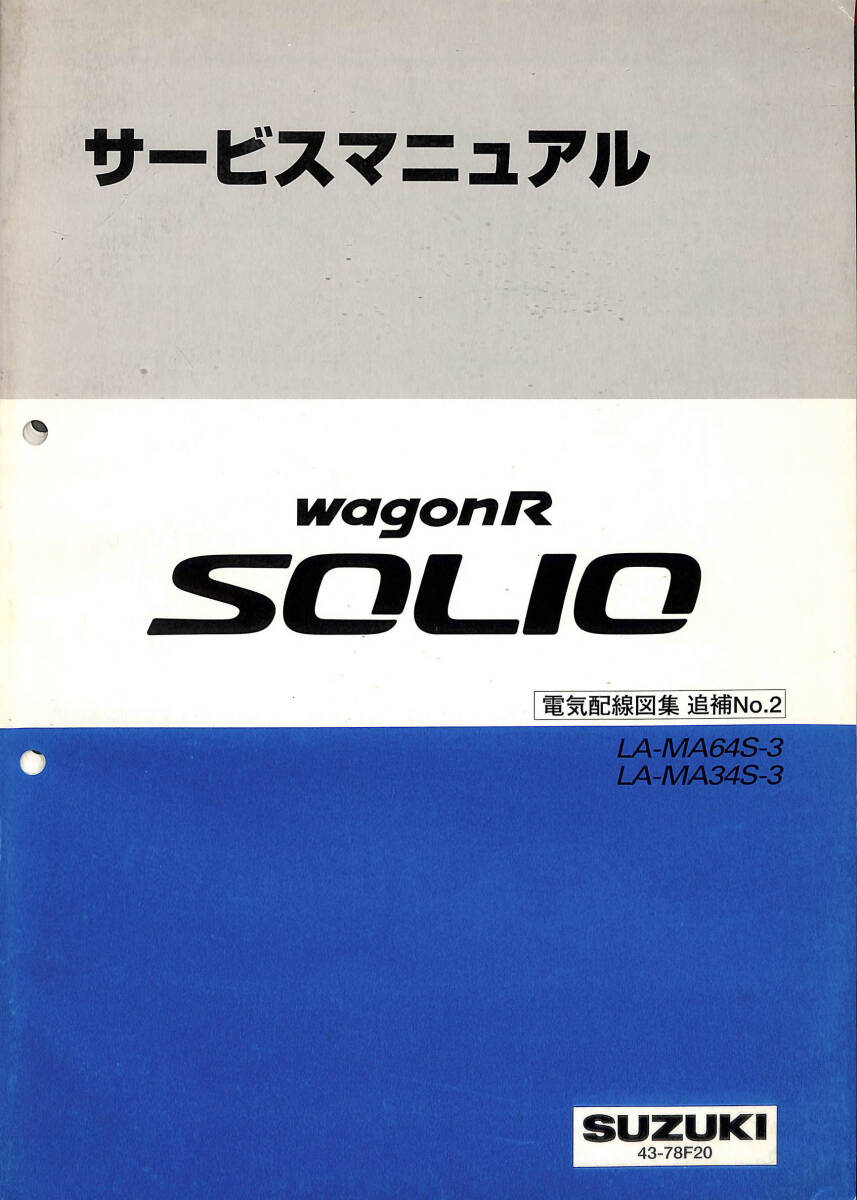 サービスマニュアル
wagonR
SOLIO
電気配線図集 追補No.2
LA-MA64S-3
LA-MA34S-3
SUZUKI
43-78F20